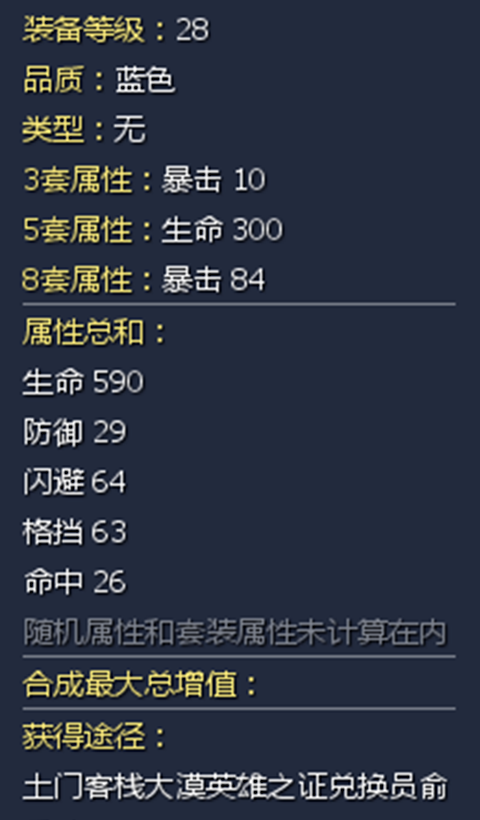 装备等级：28
品质：蓝色
类型：无
3套属性：暴击 10
5套属性：生命 300
8套属性：暴击 84
属性总和：
生命 590
防御 29
闪避 64
格挡 63
命中 26
随机属性和套装属性未计算在内
合成最大总增值：
获得途径：
土门客栈大漠英雄之证兑换员俞